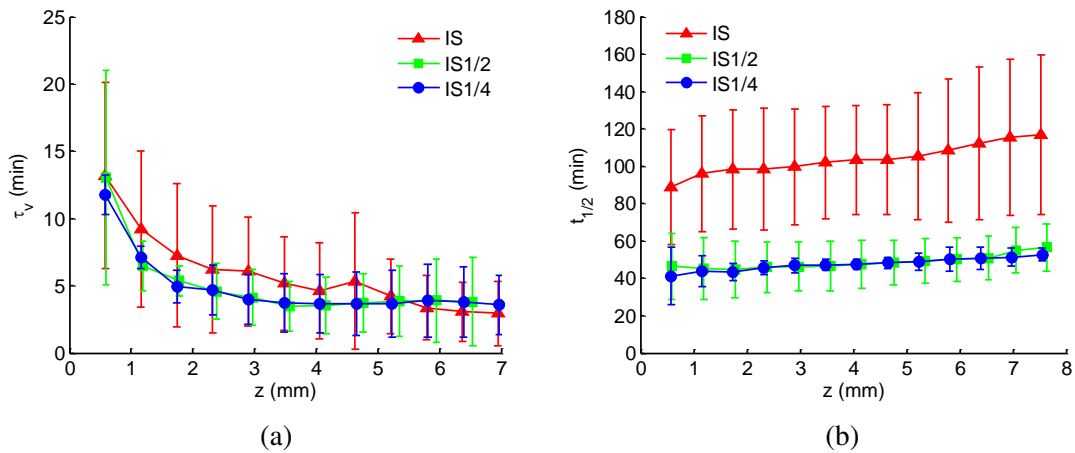 25
20
15
10
5
0
τv (min)
0 1 2 3 4 5 6 7
z (mm)
IS
IS1/2
IS1/4
(a)
180
160
140
120
100
80
60
40
20
0
t1/2 (min)
0 1 2 3 4 5 6 7 8
z (mm)
IS
IS1/2
IS1/4
(b)